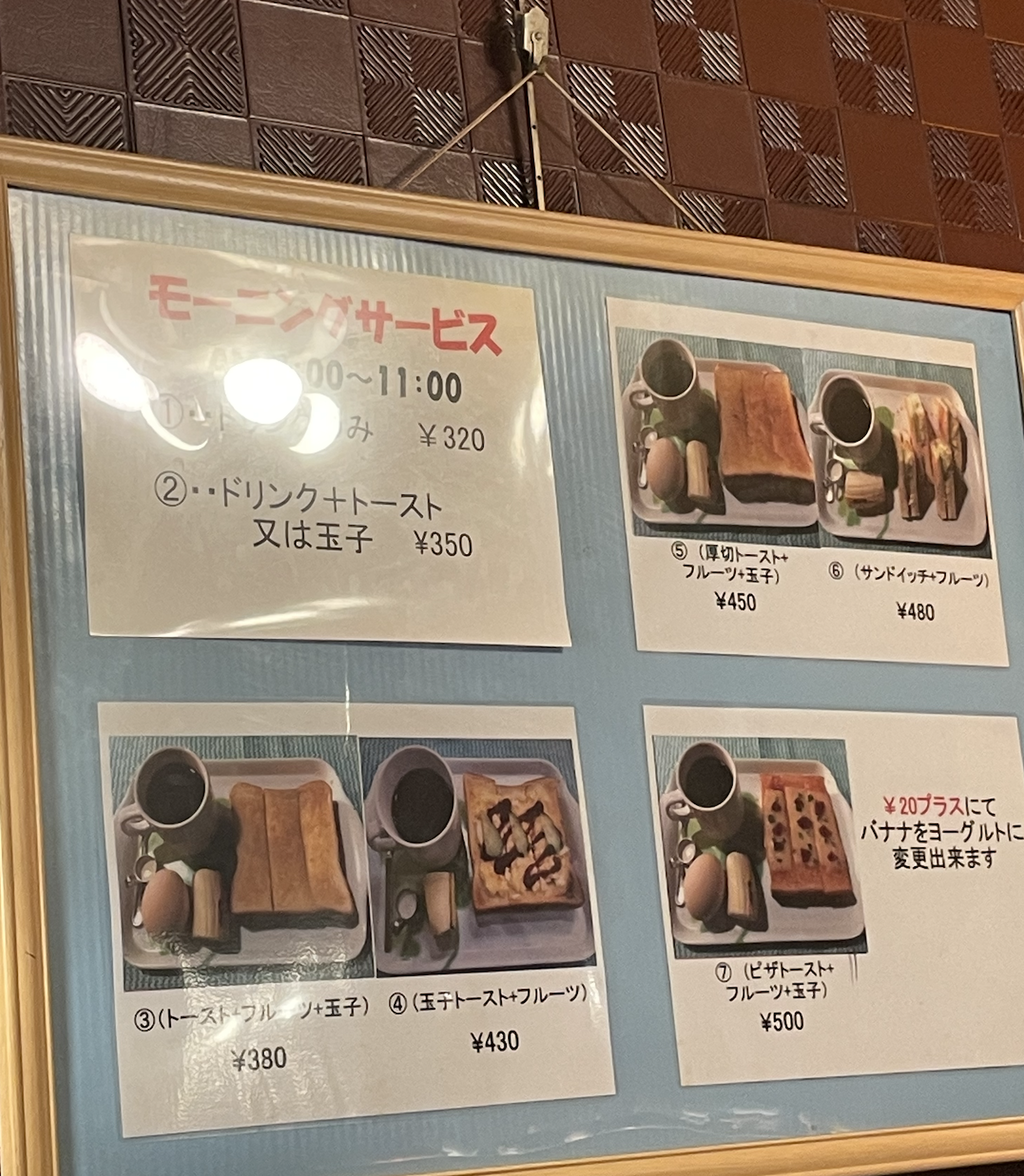 モーニングサービス
00〜11:00
①‥ドリンクのみ ￥320
②‥ドリンク＋トースト
又は玉子 ¥350
⑤（厚切トースト+
フルーツ+玉子）
¥450
⑥（サンドイッチ+フルーツ）
¥480
③(トースト+フルーツ+玉子)
¥380
④(玉子トースト+フルーツ)
¥430
⑦（ピザトースト+
フルーツ+玉子）
¥500
￥20プラスにて
バナナをヨーグルトに
変更出来ます